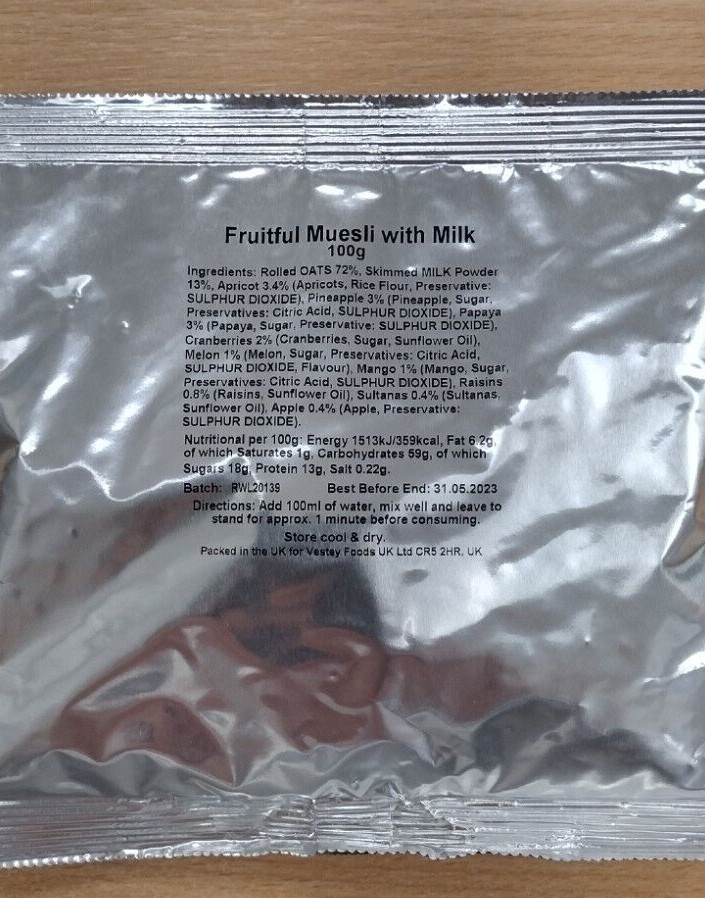 Fruitful Muesli with Milk
100g
Ingredients: Rolled OATS 72%, Skimmed MILK Powder
13%, Apricot 3.4% (Apricots, Rice Flour, Preservative:
SULPHUR DIOXIDE), Pineapple 3% (Pineapple, Sugar,
Preservatives: Citric Acid, SULPHUR DIOXIDE), Papaya
3% (Papaya, Sugar, Preservative: SULPHUR DIOXIDE),
Cranberries 2% (Cranberries, Sugar, Sunflower Oil),
Melon 1% (Melon, Sugar, Preservatives: Citric Acid,
SULPHUR DIOXIDE, Flavour), Mango 1% (Mango, Sugar,
Preservatives: Citric Acid, SULPHUR DIOXIDE), Raisins
0.8% (Raisins, Sunflower Oil), Sultanas 0.4% (Sultanas,
Sunflower Oil), Apple 0.4% (Apple, Preservative:
SULPHUR DIOXIDE).
Nutritional per 100g: Energy 1513kJ/359kcal, Fat 6.2g,
of which Saturates 1g, Carbohydrates 59g, of which
Sugars 18g, Protein 13g, Salt 0.22g.
Batch: RWL20139 Best Before End: 31.05.2023
Directions: Add 100ml of water, mix well and leave to
stand for approx. 1 minute before consuming.
Store cool & dry.
Packed in the UK for Vestey Foods UK Ltd CR5 2HR, UK